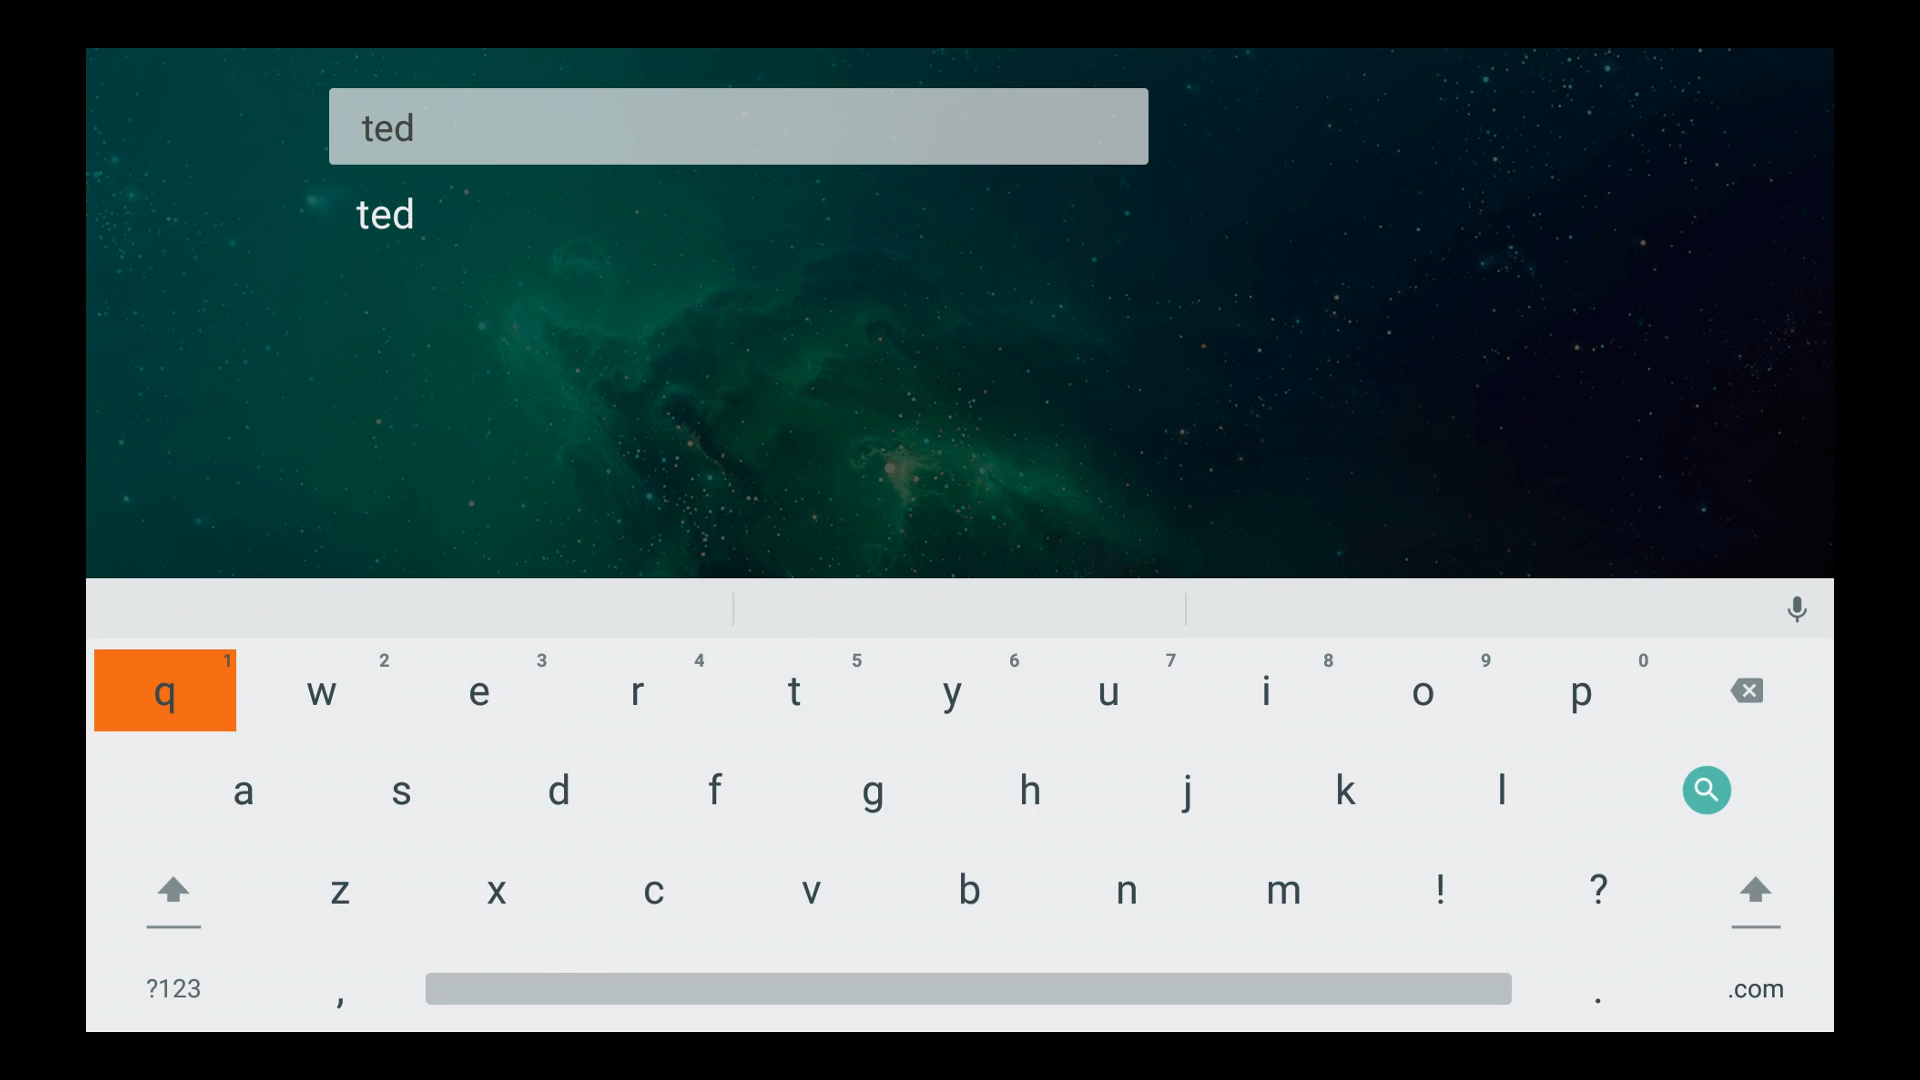 ted
ted
1 2 3 4 5 6 7 8 9 0
q w e r t y u i o p
a s d f g h j k l
z x c v b n m ! ?
?123 , . .com